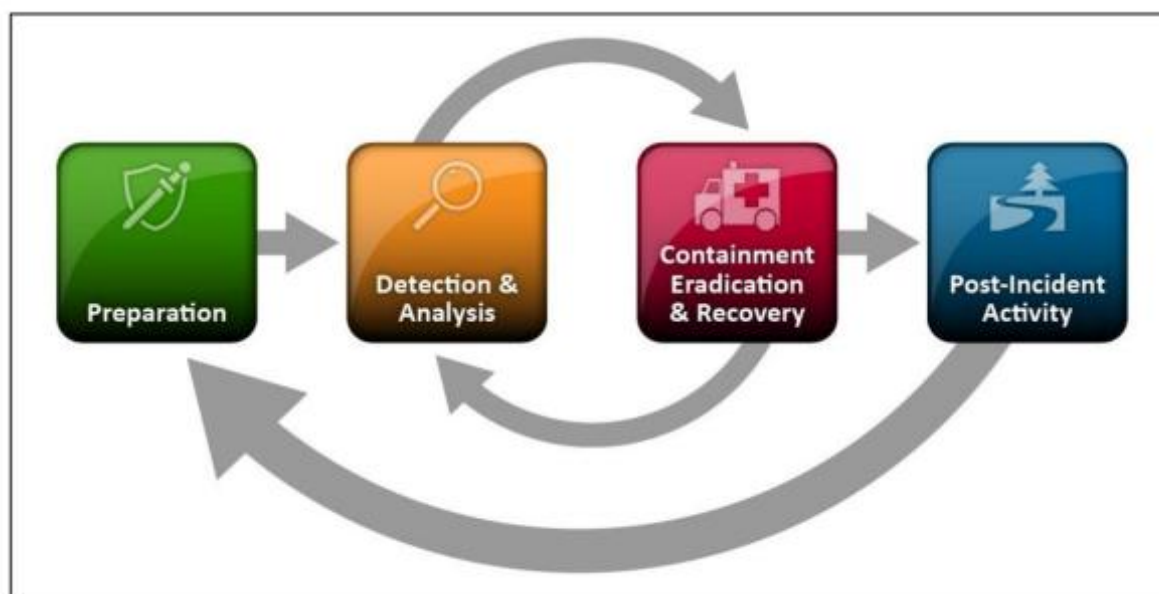 Preparation
Detection &
Analysis
Containment
Eradication
& Recovery
Post-Incident
Activity